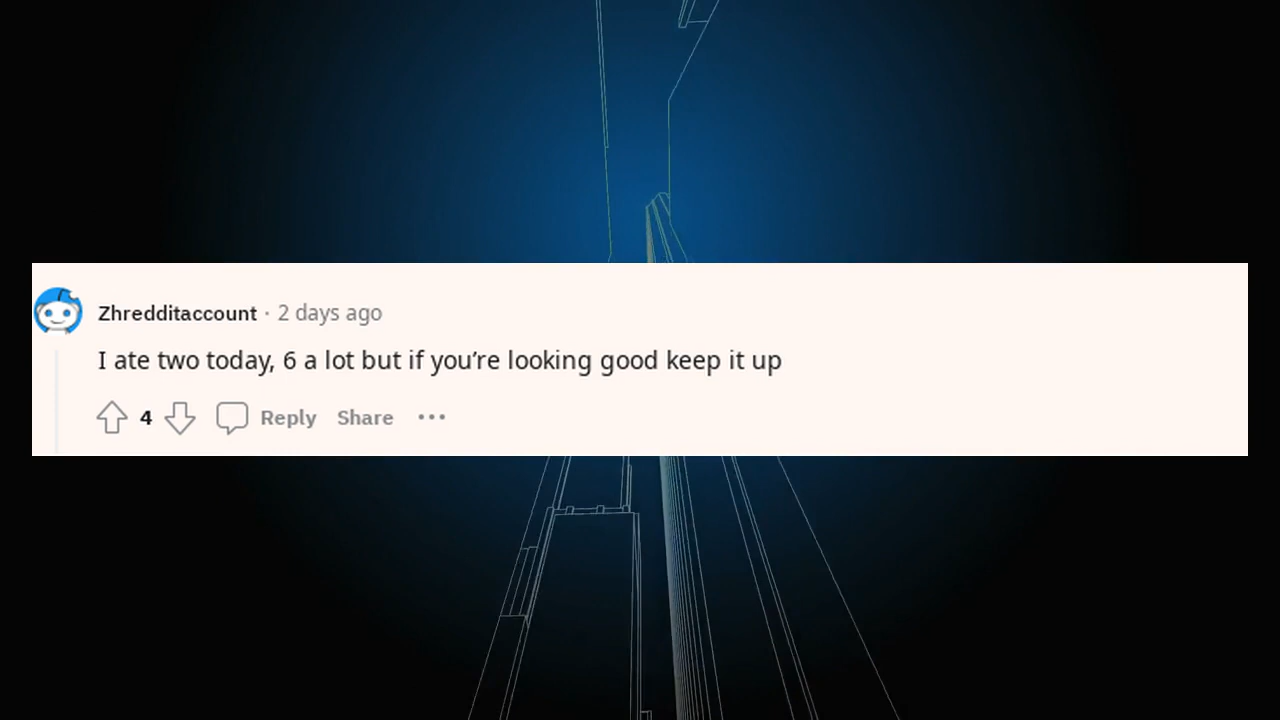 Zhredditaccount · 2 days ago
I ate two today, 6 a lot but if you’re looking good keep it up
4 Reply Share •••